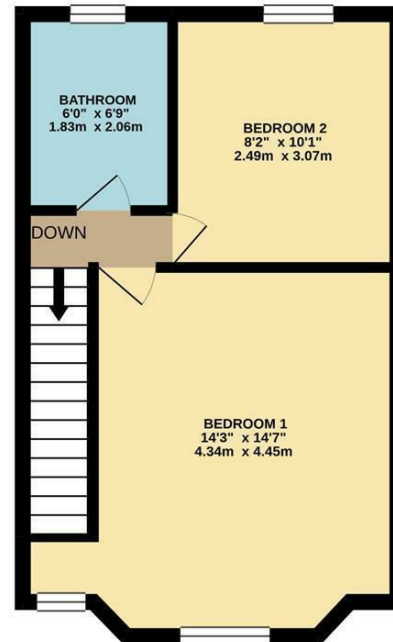 BATHROOM
6'0" x 6'9"
1.83m x 2.06m
BEDROOM 2
8'2" x 10'1"
2.49m x 3.07m
DOWN
BEDROOM 1
14'3" x 14'7"
4.34m x 4.45m